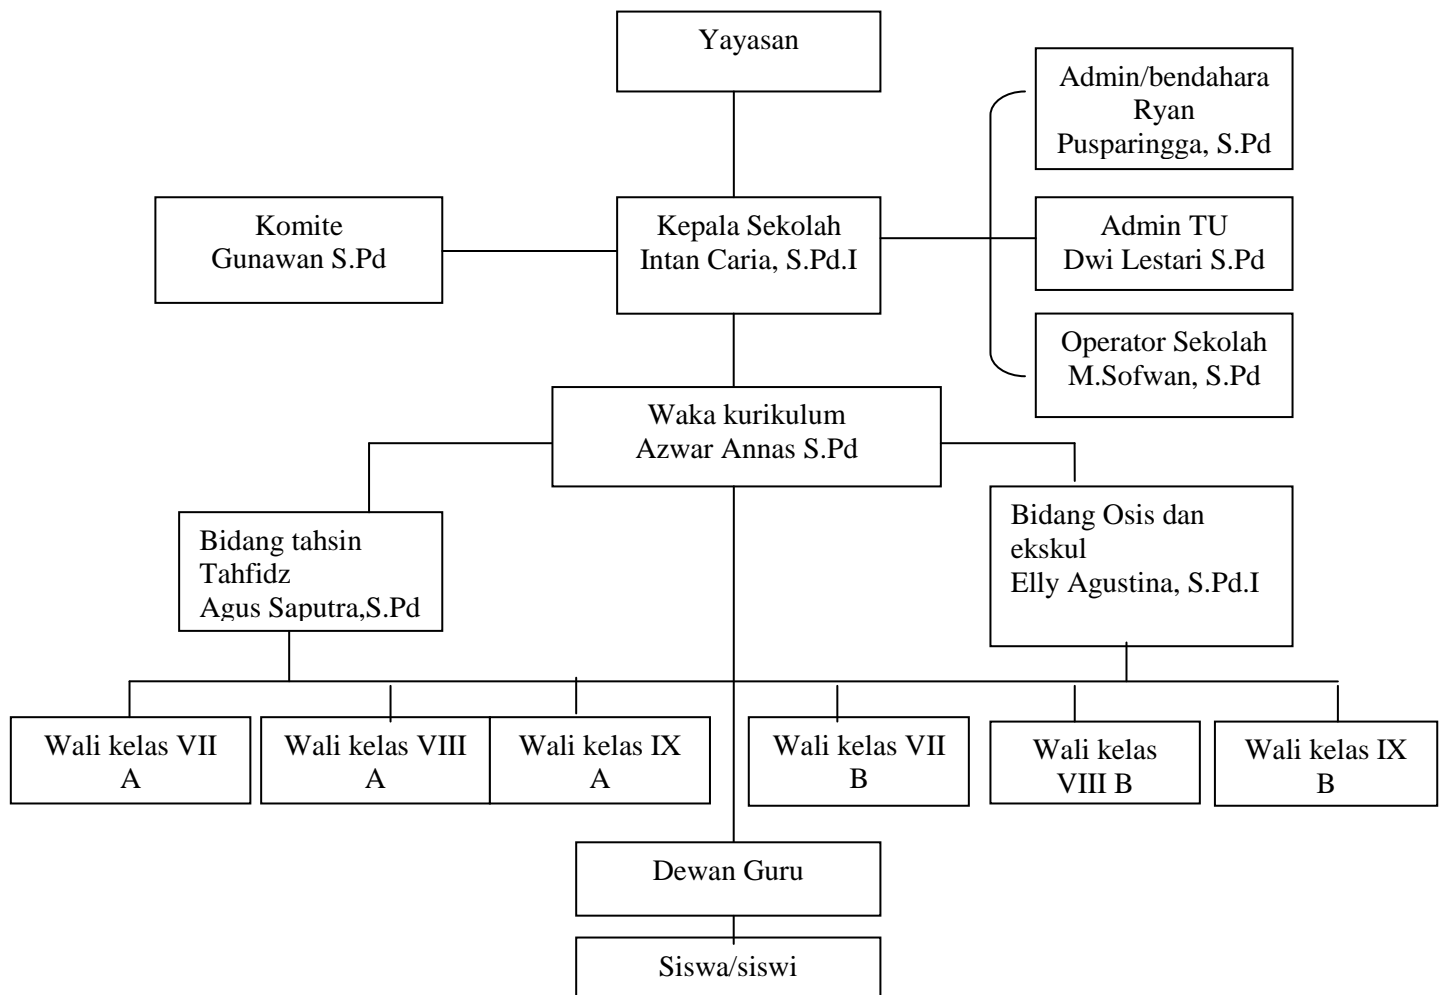 Yayasan
Admin/bendahara
Ryan
Pusparingga, S.Pd
Komite
Gunawan S.Pd
Kepala Sekolah
Intan Caria, S.Pd.I
Admin TU
Dwi Lestari S.Pd
Operator Sekolah
M.Sofwan, S.Pd
Waka kurikulum
Azwar Annas S.Pd
Bidang tahsin
Tahfidz
Agus Saputra,S.Pd
Bidang Osis dan
ekskul
Elly Agustina, S.Pd.I
Wali kelas VII
A
Wali kelas VIII
A
Wali kelas IX
A
Wali kelas VII
B
Wali kelas
VIII B
Wali kelas IX
B
Dewan Guru
Siswa/siswi